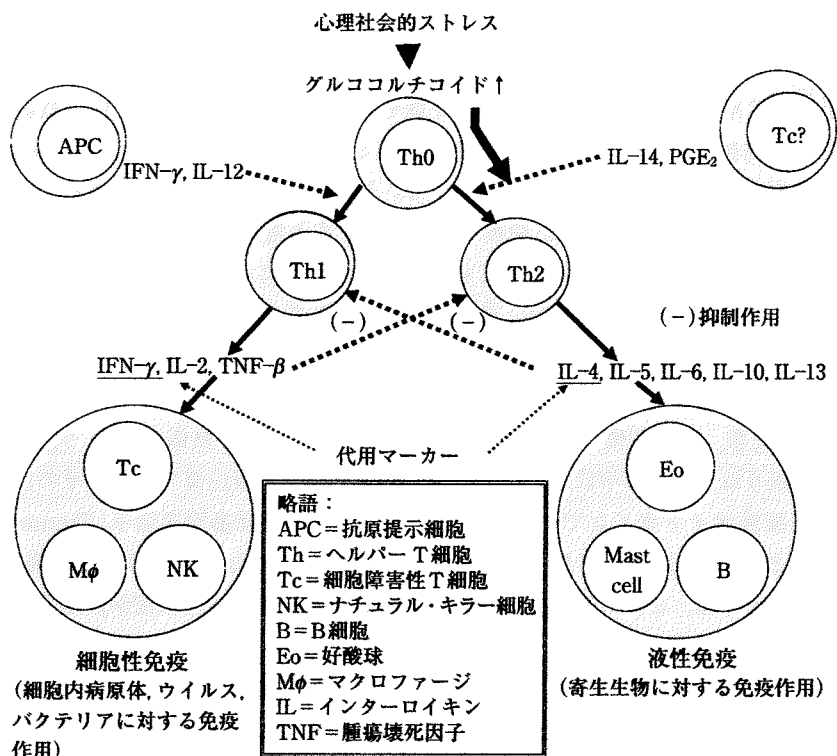 心理社会的ストレス
グルココルチコイド↑
APC
Th0
Tc?
IFN-γ, IL-12
IL-14, PGE₂
Th1
Th2
(-)
(-)
(-)抑制作用
IFN-γ, IL-2, TNF-β
IL-4, IL-5, IL-6, IL-10, IL-13
代用マーカー
Tc
Mφ
NK
Eo
Mast
cell
B
略語:
APC=抗原提示細胞
Th=ヘルパーT細胞
Tc=細胞障害性T細胞
NK=ナチュラル・キラー細胞
B=B細胞
Eo=好酸球
Mφ=マクロファージ
IL=インターロイキン
TNF=腫瘍壊死因子
細胞性免疫
(細胞内病原体,ウイルス,
バクテリアに対する免疫
作用)
液性免疫
(寄生生物に対する免疫作用)